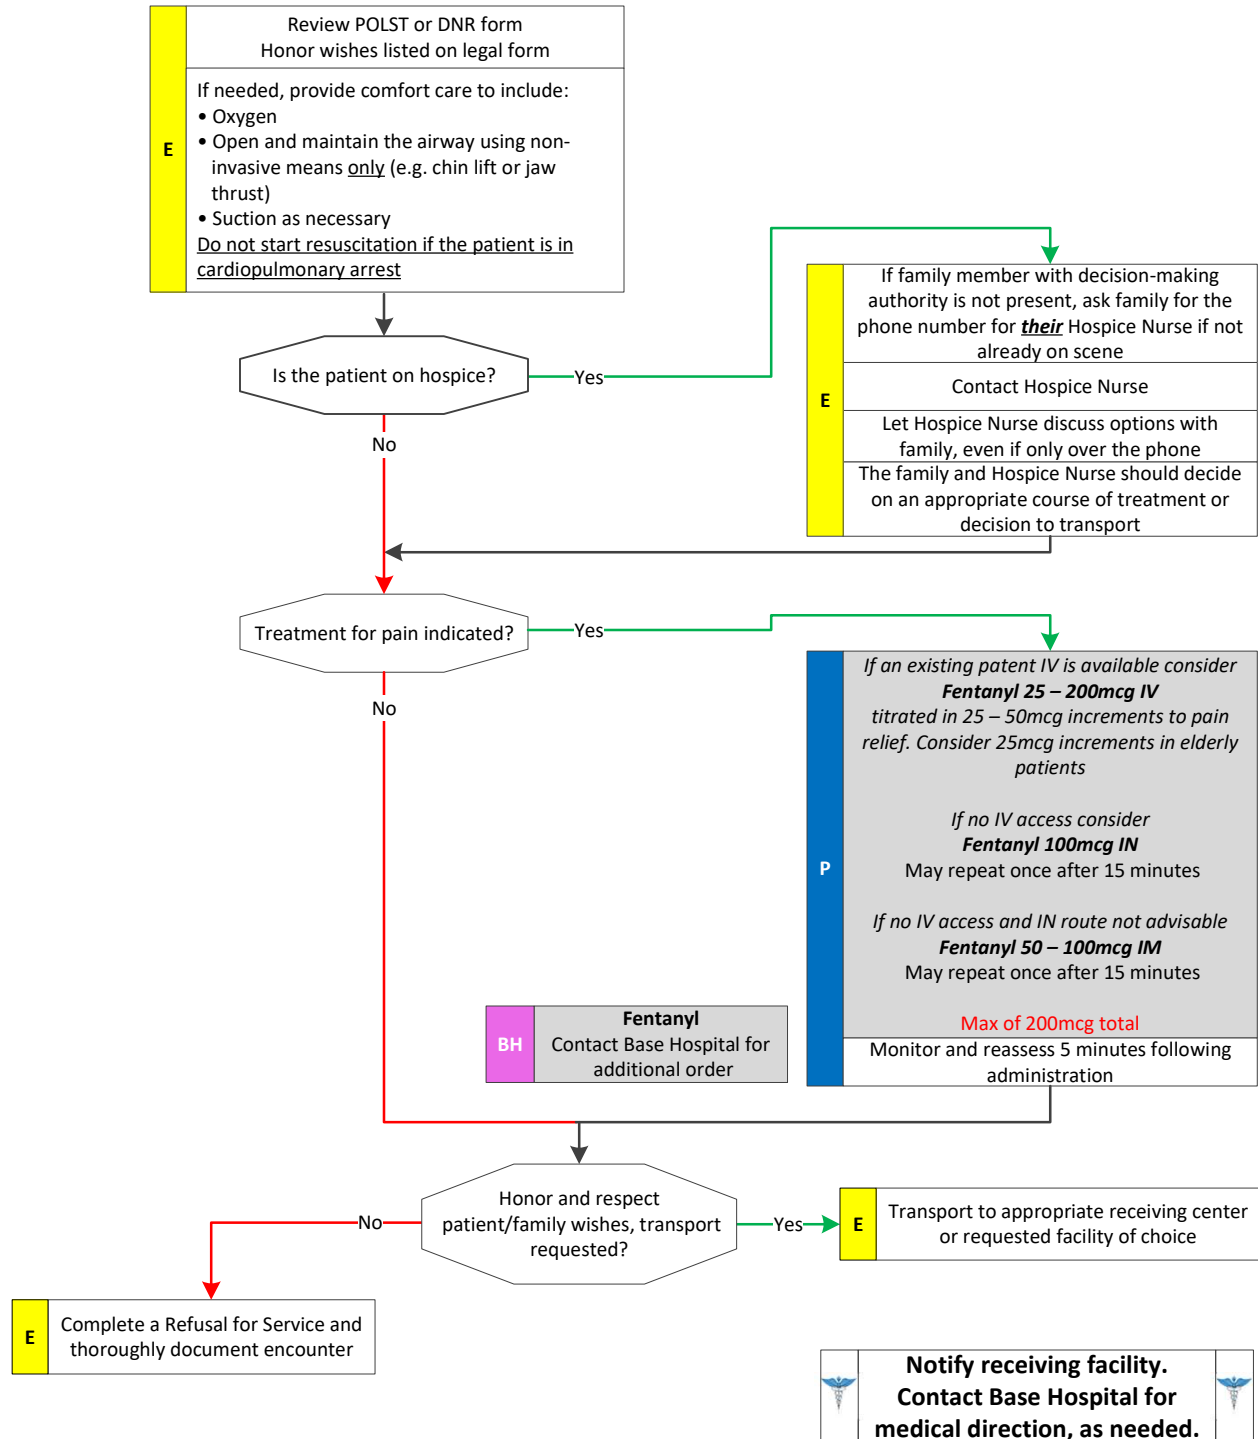 Review POLST or DNR form
Honor wishes listed on legal form
E
If needed, provide comfort care to include:
• Oxygen
• Open and maintain the airway using non-
invasive means only (e.g. chin lift or jaw
thrust)
• Suction as necessary
Do not start resuscitation if the patient is in
cardiopulmonary arrest
Is the patient on hospice?
Yes
No
E
If family member with decision-making
authority is not present, ask family for the
phone number for their Hospice Nurse if not
already on scene
Contact Hospice Nurse
Let Hospice Nurse discuss options with
family, even if only over the phone
The family and Hospice Nurse should decide
on an appropriate course of treatment or
decision to transport
Treatment for pain indicated?
Yes
No
P
If an existing patent IV is available consider
Fentanyl 25 – 200mcg IV
titrated in 25 – 50mcg increments to pain
relief. Consider 25mcg increments in elderly
patients
If no IV access consider
Fentanyl 100mcg IN
May repeat once after 15 minutes
If no IV access and IN route not advisable
Fentanyl 50 – 100mcg IM
May repeat once after 15 minutes
Max of 200mcg total
Monitor and reassess 5 minutes following
administration
BH
Fentanyl
Contact Base Hospital for
additional order
Honor and respect
patient/family wishes, transport
requested?
No
Yes
E
Transport to appropriate receiving center
or requested facility of choice
E
Complete a Refusal for Service and
thoroughly document encounter
Notify receiving facility.
Contact Base Hospital for
medical direction, as needed.